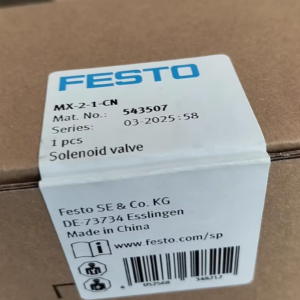 FESTO
MX-2-1-CN
Mat. No.: 543507
Series: 03-2025:58
1 pcs
Solenoid valve
Festo SE & Co. KG
DE-73734 Esslingen
Made in China
www.festo.com/sp